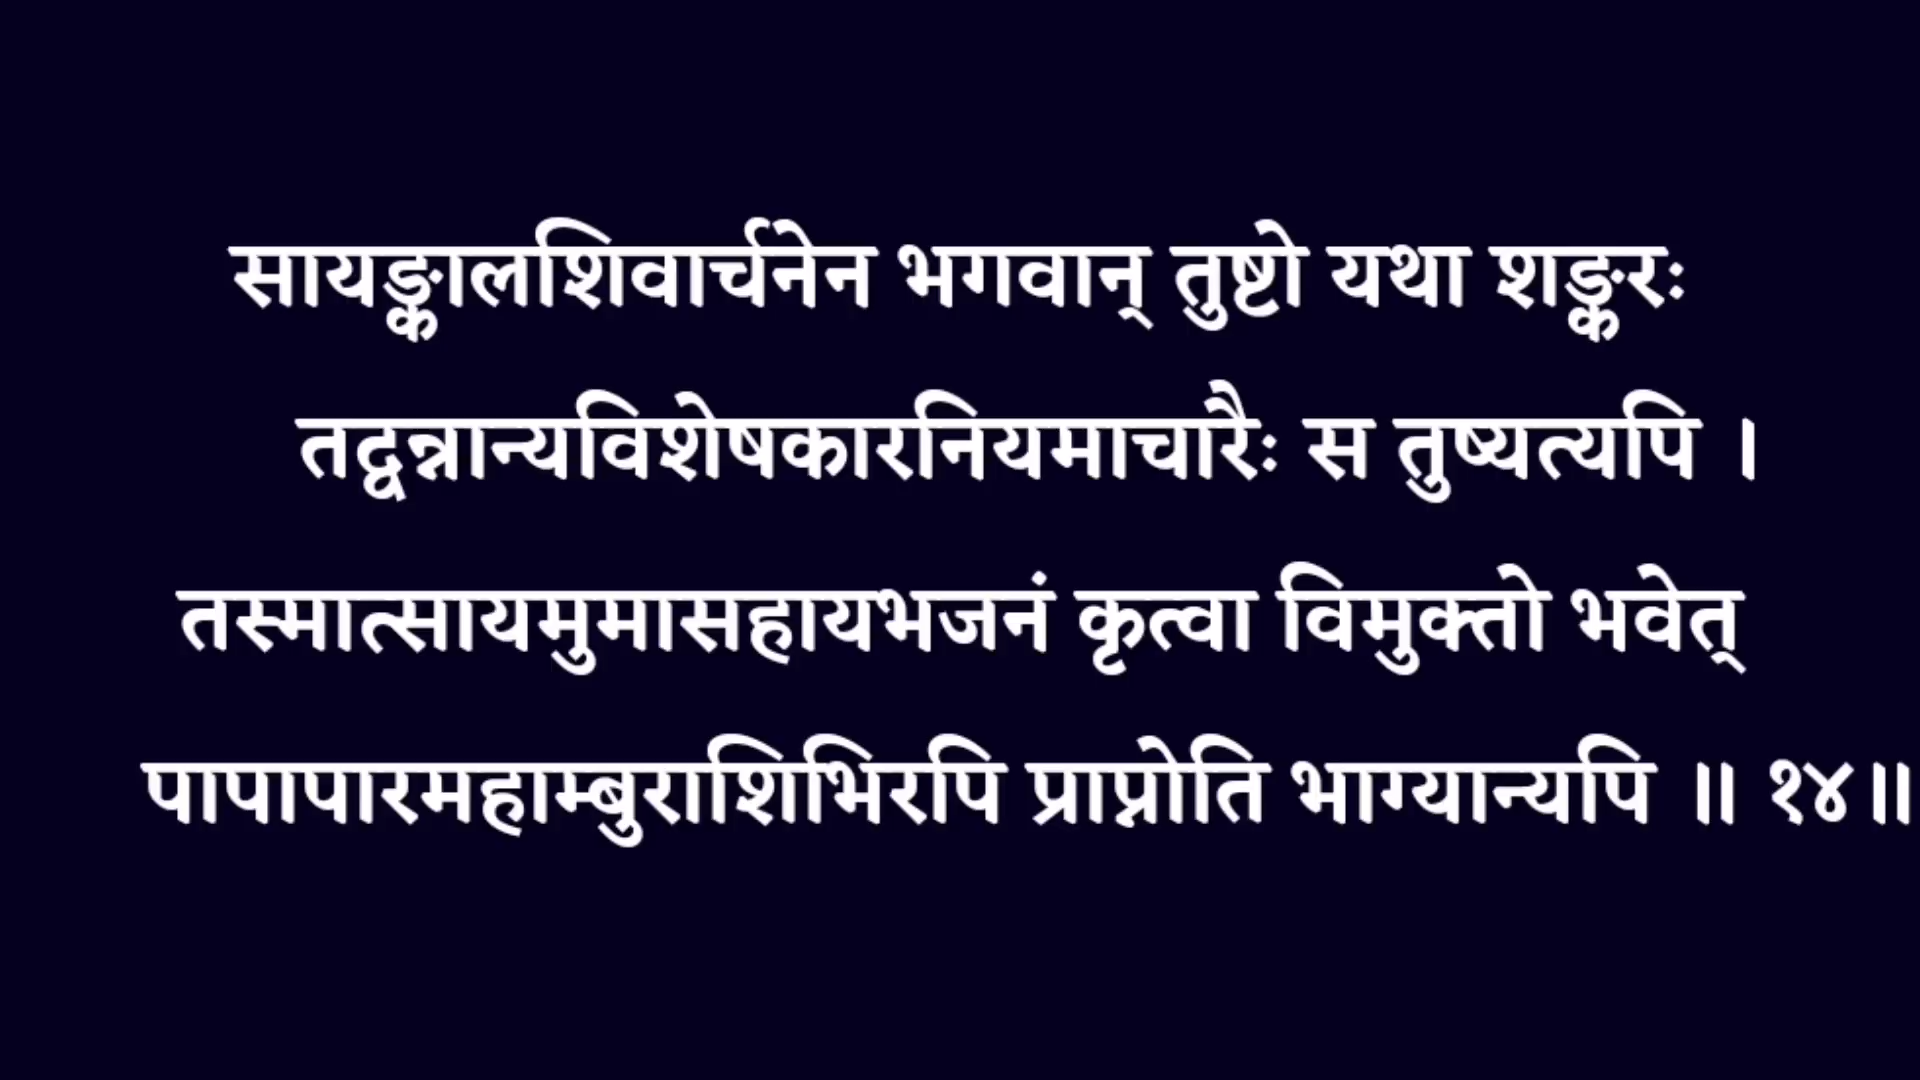 सायङ्कालशिवार्चनेन भगवान् तुष्टो यथा शङ्करः
तद्वन्नान्यविशेषकारनियमाचारैः स तुष्यत्यपि ।
तस्मात्सायमुमासहायभजनं कृत्वा विमुक्तो भवेत्
पापापारमहाम्बुराशिभिरपि प्राप्नोति भाग्यान्यपि ॥ १४॥